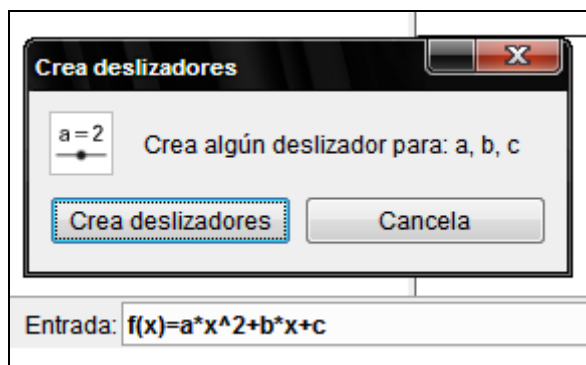 Crea deslizadores
a = 2
Crea algún deslizador para: a, b, c
Crea deslizadores Cancela
Entrada: f(x)=a*x^2+b*x+c